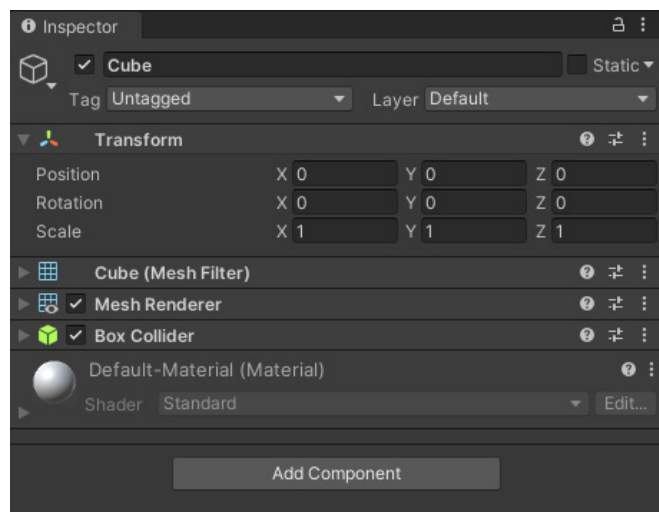 Inspector
Cube Static
Tag Untagged Layer Default
Transform
Position X 0 Y 0 Z 0
Rotation X 0 Y 0 Z 0
Scale X 1 Y 1 Z 1
Cube (Mesh Filter)
Mesh Renderer
Box Collider
Default-Material (Material)
Shader Standard Edit...
Add Component